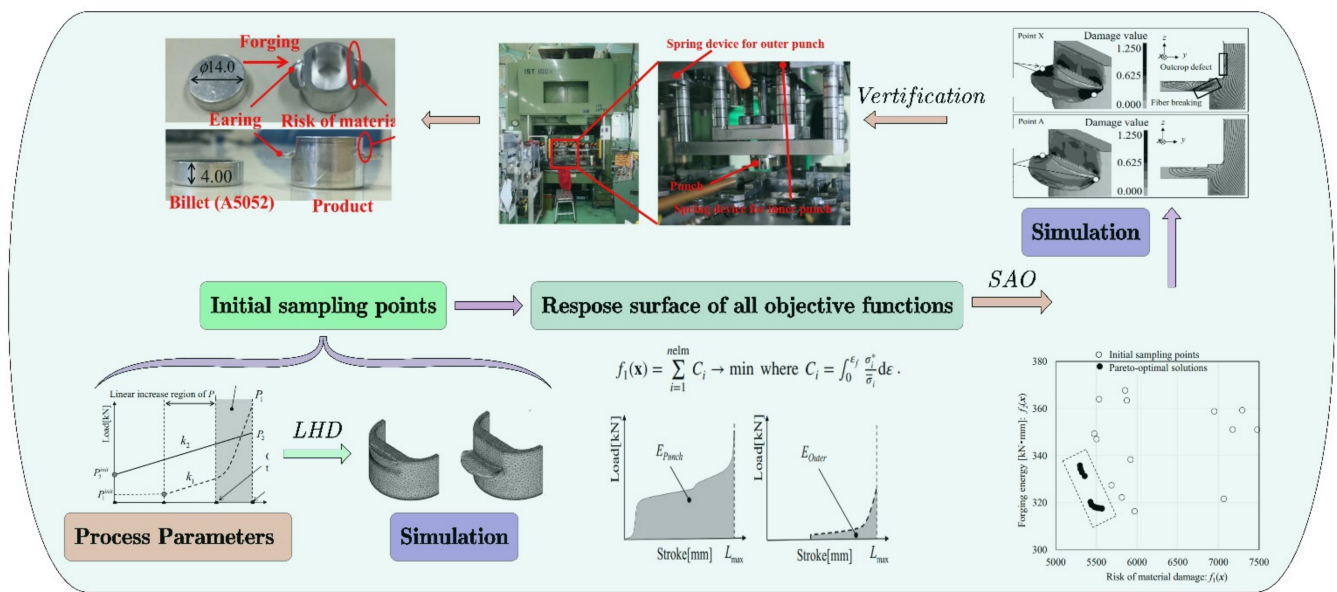 Forging
ϕ14.0
Earing
Risk of materia
4.00
Billet (A5052)
Product
Spring device for outer punch
Punch
Spring device for inner punch
Vertification
Point X
Damage value
1.250
0.625
0.000
z
x
y
Outcrop defect
Fiber breaking
Point A
Damage value
1.250
0.625
0.000
z
x
y
Simulation
Initial sampling points
Respose surface of all objective functions
SAO
Linear increase region of P
P₁
P₂
Load[kN]
k₂
k₁
P₂ⁱⁿⁱᵗ
P₁ⁱⁿⁱᵗ
LHD
Process Parameters
Simulation
f₁(x) = ∑ᵢ₌₁ⁿᵉˡᵐ Cᵢ → min where Cᵢ = ∫₀^εf σᵢ*/σ̄ᵢ dε .
Load[kN]
E_Punch
Stroke[mm]
L_max
Load[kN]
E_Outer
Stroke[mm]
L_max
Initial sampling points
Pareto-optimal solutions
Forging energy [kN•mm]: f₂(x)
380
360
340
320
300
5000 5500 6000 6500 7000 7500
Risk of material damage: f₁(x)